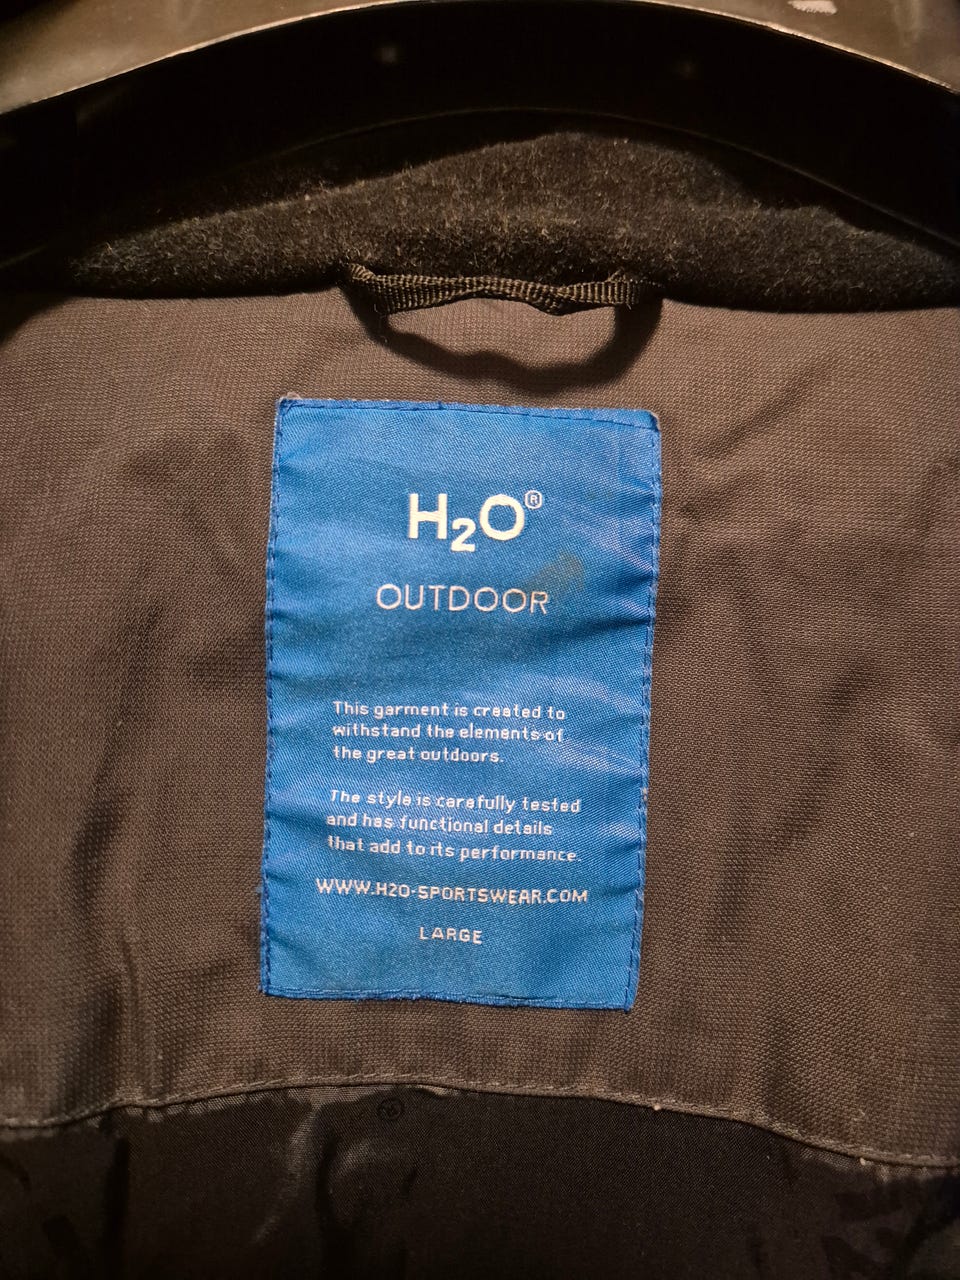 H₂O®
OUTDOOR
This garment is created to
withstand the elements of
the great outdoors.
The style is carefully tested
and has functional details
that add to its performance.
WWW.H2O-SPORTSWEAR.COM
LARGE